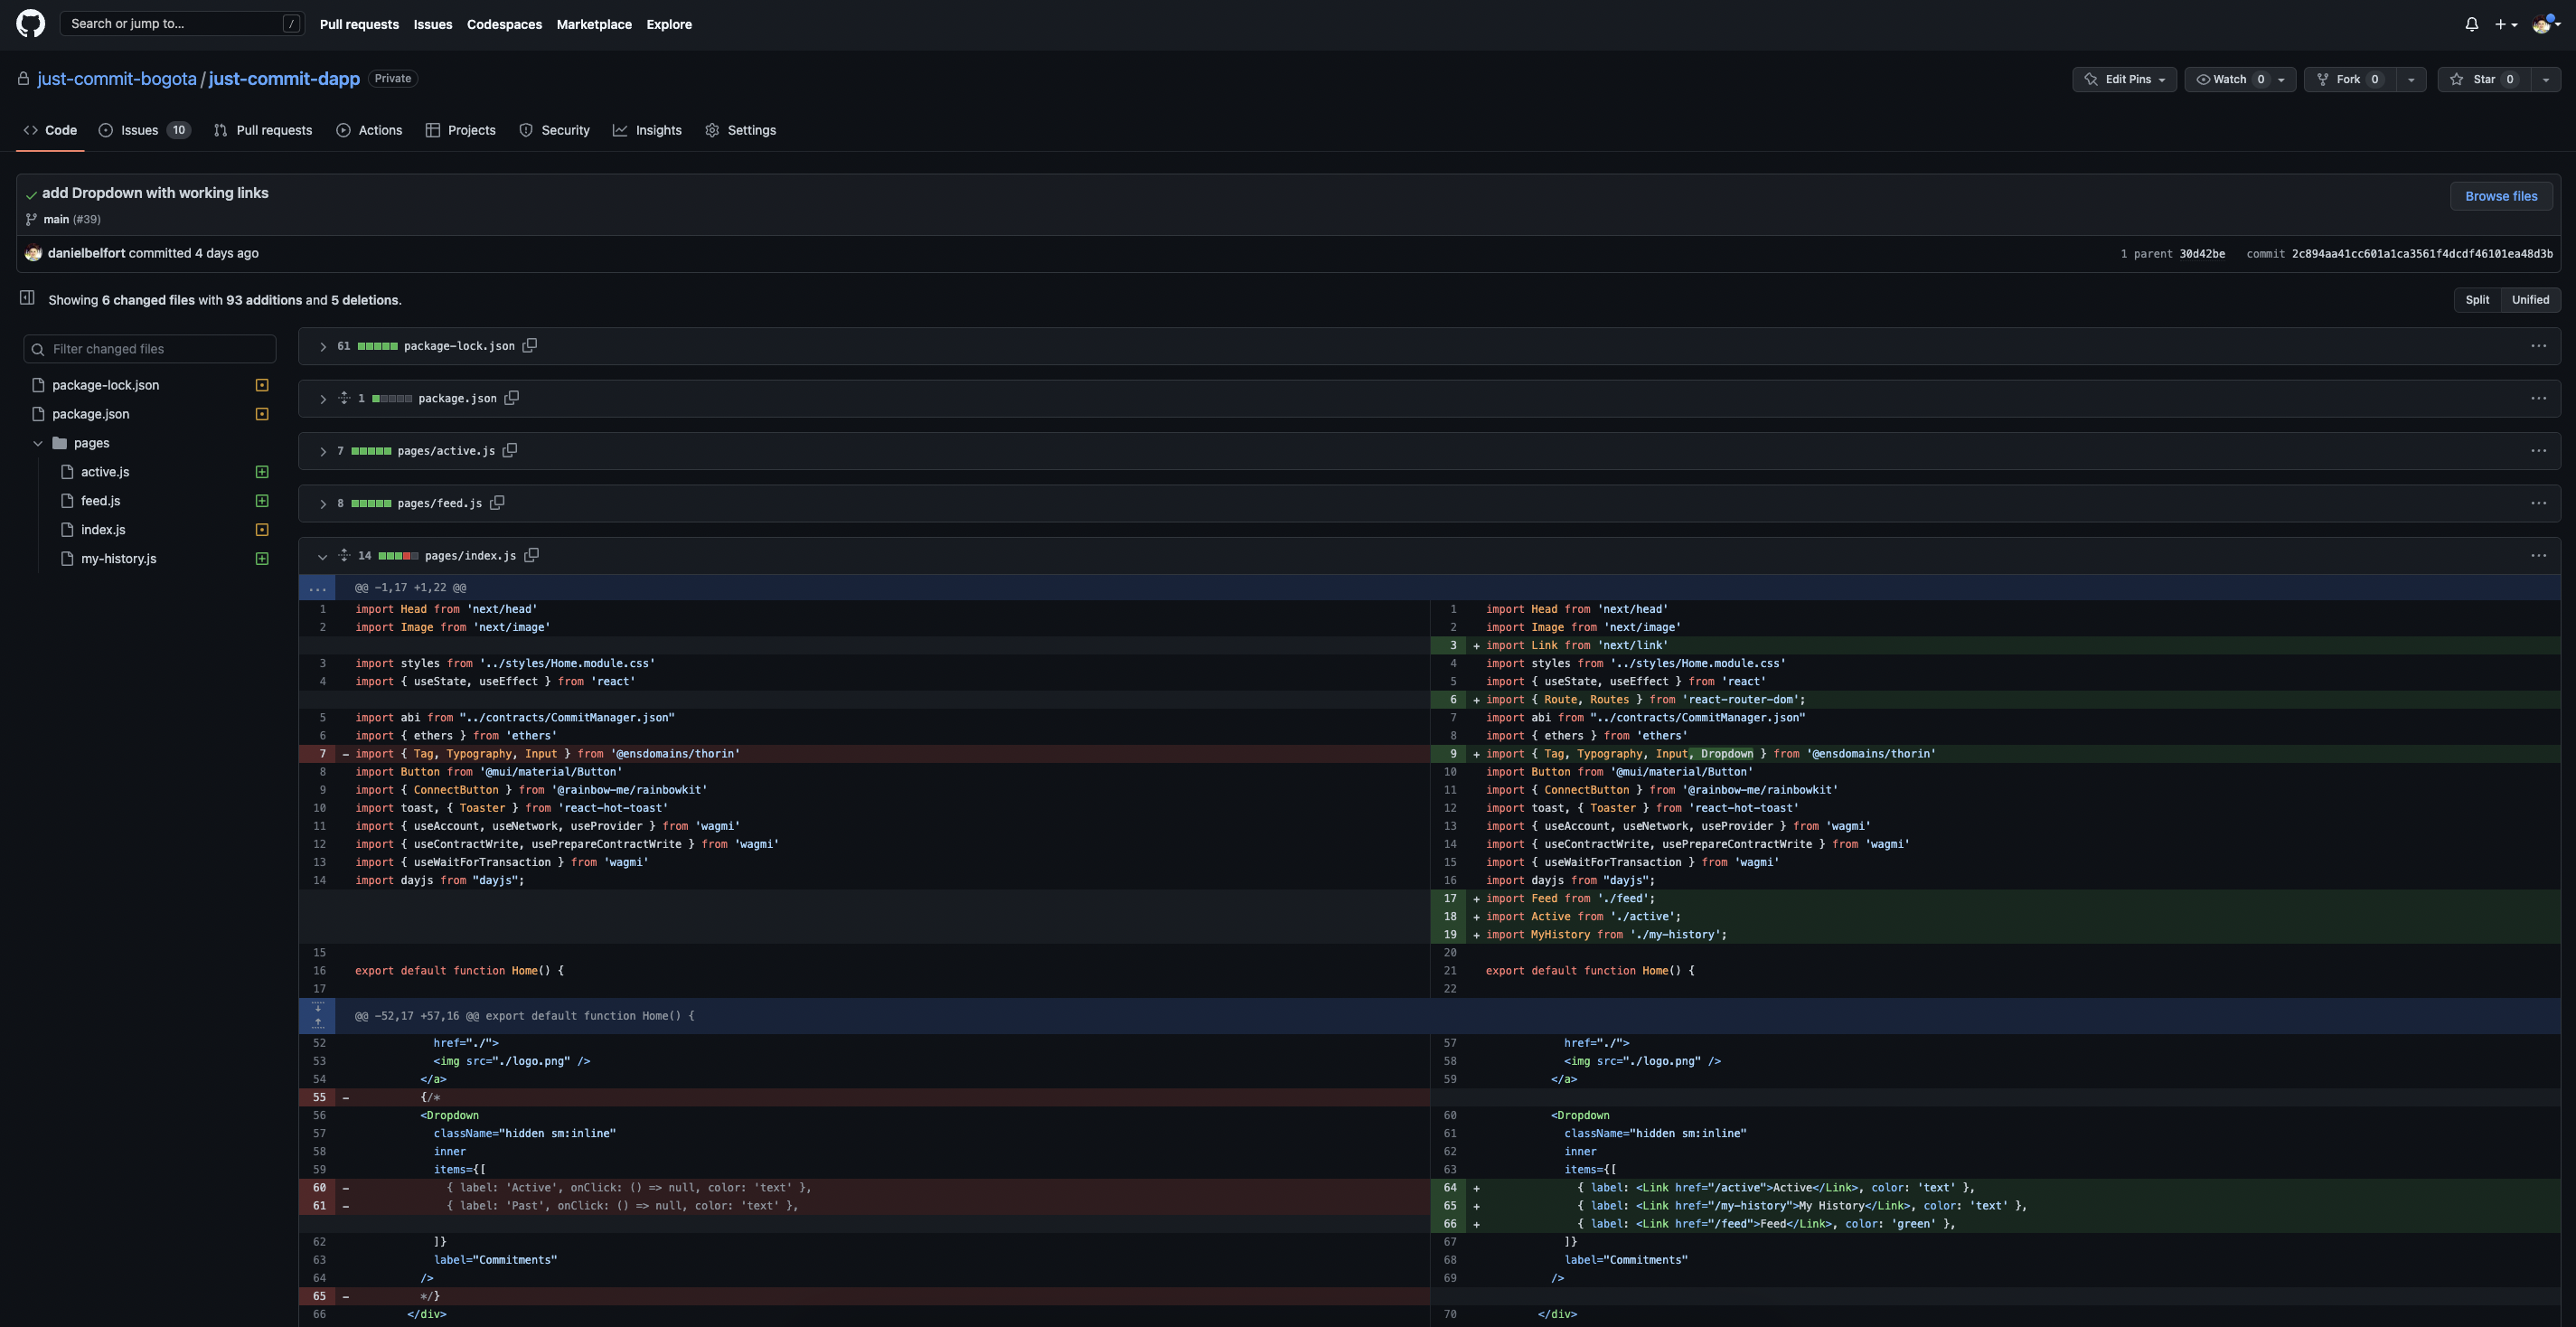 Search or jump to...
/
Pull requests Issues Codespaces Marketplace Explore
just-commit-bogota / just-commit-dapp Private
Edit Pins Watch 0 Fork 0 Star 0
Code Issues 10 Pull requests Actions Projects Security Insights Settings
add Dropdown with working links
Browse files
main (#39)
danielbelfort committed 4 days ago
1 parent 30d42be commit 2c894aa41cc601a1ca3561f4dcdf46101ea48d3b
Showing 6 changed files with 93 additions and 5 deletions.
Split Unified
Filter changed files
package-lock.json
package.json
pages
active.js
feed.js
index.js
my-history.js
61 package-lock.json
1 package.json
7 pages/active.js
8 pages/feed.js
14 pages/index.js
@@ -1,17 +1,22 @@
1 import Head from 'next/head'
2 import Image from 'next/image'
3 import styles from '../styles/Home.module.css'
4 import { useState, useEffect } from 'react'
5 import abi from "../contracts/CommitManager.json"
6 import { ethers } from 'ethers'
7 - import { Tag, Typography, Input } from '@ensdomains/thorin'
8 import Button from '@mui/material/Button'
9 import { ConnectButton } from '@rainbow-me/rainbowkit'
10 import toast, { Toaster } from 'react-hot-toast'
11 import { useAccount, useNetwork, useProvider } from 'wagmi'
12 import { useContractWrite, usePrepareContractWrite } from 'wagmi'
13 import { useWaitForTransaction } from 'wagmi'
14 import dayjs from "dayjs";
15
16 export default function Home() {
17
1 import Head from 'next/head'
2 import Image from 'next/image'
3 + import Link from 'next/link'
4 import styles from '../styles/Home.module.css'
5 import { useState, useEffect } from 'react'
6 + import { Route, Routes } from 'react-router-dom';
7 import abi from "../contracts/CommitManager.json"
8 import { ethers } from 'ethers'
9 + import { Tag, Typography, Input, Dropdown } from '@ensdomains/thorin'
10 import Button from '@mui/material/Button'
11 import { ConnectButton } from '@rainbow-me/rainbowkit'
12 import toast, { Toaster } from 'react-hot-toast'
13 import { useAccount, useNetwork, useProvider } from 'wagmi'
14 import { useContractWrite, usePrepareContractWrite } from 'wagmi'
15 import { useWaitForTransaction } from 'wagmi'
16 import dayjs from "dayjs";
17 + import Feed from './feed';
18 + import Active from './active';
19 + import MyHistory from './my-history';
20
21 export default function Home() {
22
@@ -52,17 +57,16 @@ export default function Home() {
52 href="./">
53 <img src="./logo.png" />
54 </a>
55 - {/*
56 <Dropdown
57 className="hidden sm:inline"
58 inner
59 items={[
60 - { label: 'Active', onClick: () => null, color: 'text' },
61 - { label: 'Past', onClick: () => null, color: 'text' },
62 ]}
63 label="Commitments"
64 />
65 - */}
66 </div>
57 href="./">
58 <img src="./logo.png" />
59 </a>
60 <Dropdown
61 className="hidden sm:inline"
62 inner
63 items={[
64 + { label: <Link href="/active">Active</Link>, color: 'text' },
65 + { label: <Link href="/my-history">My History</Link>, color: 'text' },
66 + { label: <Link href="/feed">Feed</Link>, color: 'green' },
67 ]}
68 label="Commitments"
69 />
70 </div>